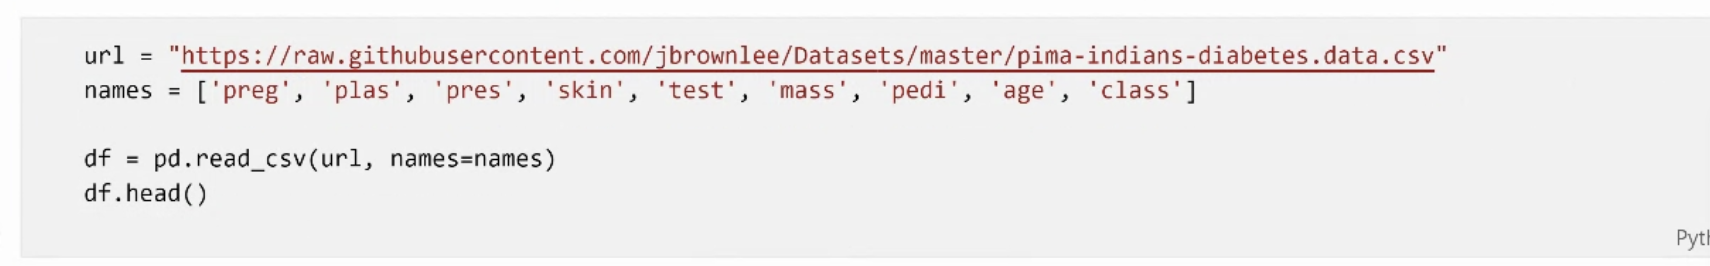 url = "https://raw.githubusercontent.com/jbrownlee/Datasets/master/pima-indians-diabetes.data.csv"
names = ['preg', 'plas', 'pres', 'skin', 'test', 'mass', 'pedi', 'age', 'class']
df = pd.read_csv(url, names=names)
df.head()